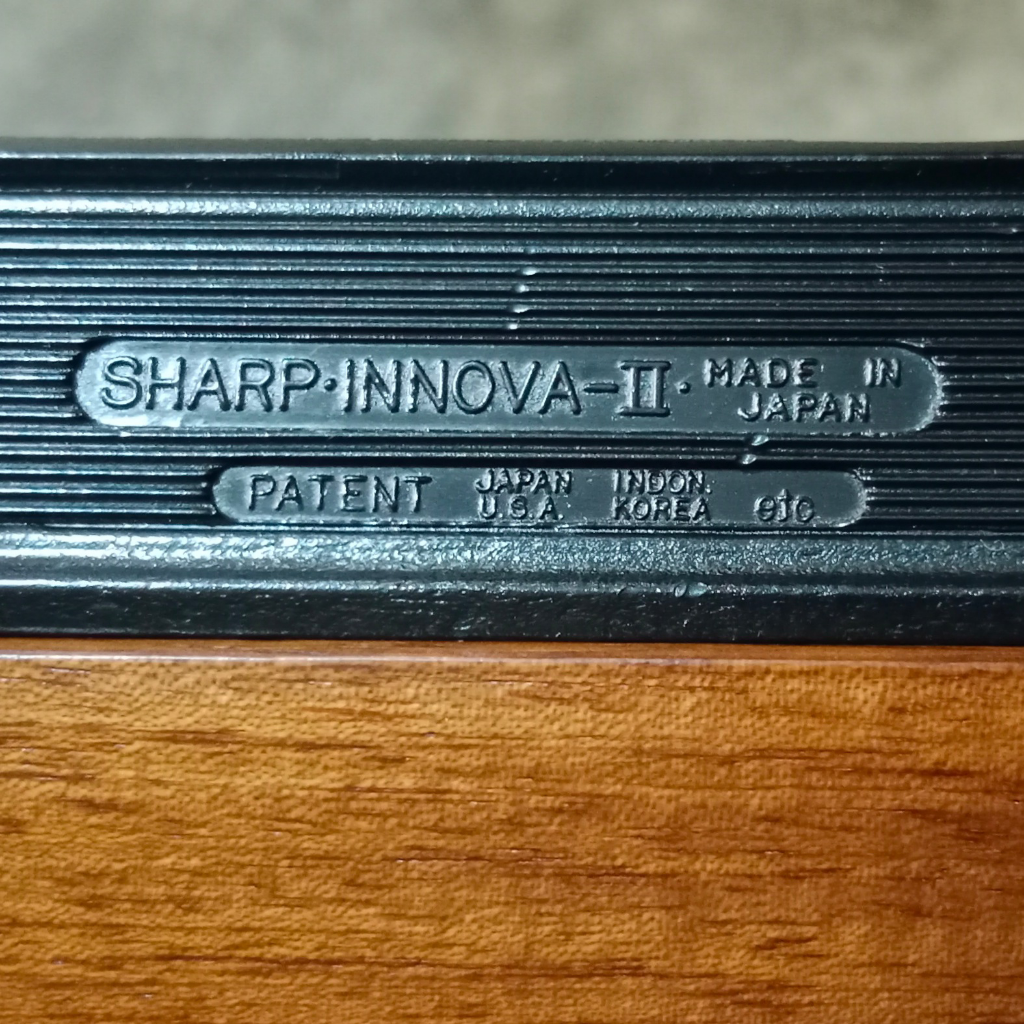 SHARP·INNOVA-II· MADE IN JAPAN
PATENT JAPAN U.S.A. INDON. KOREA etc